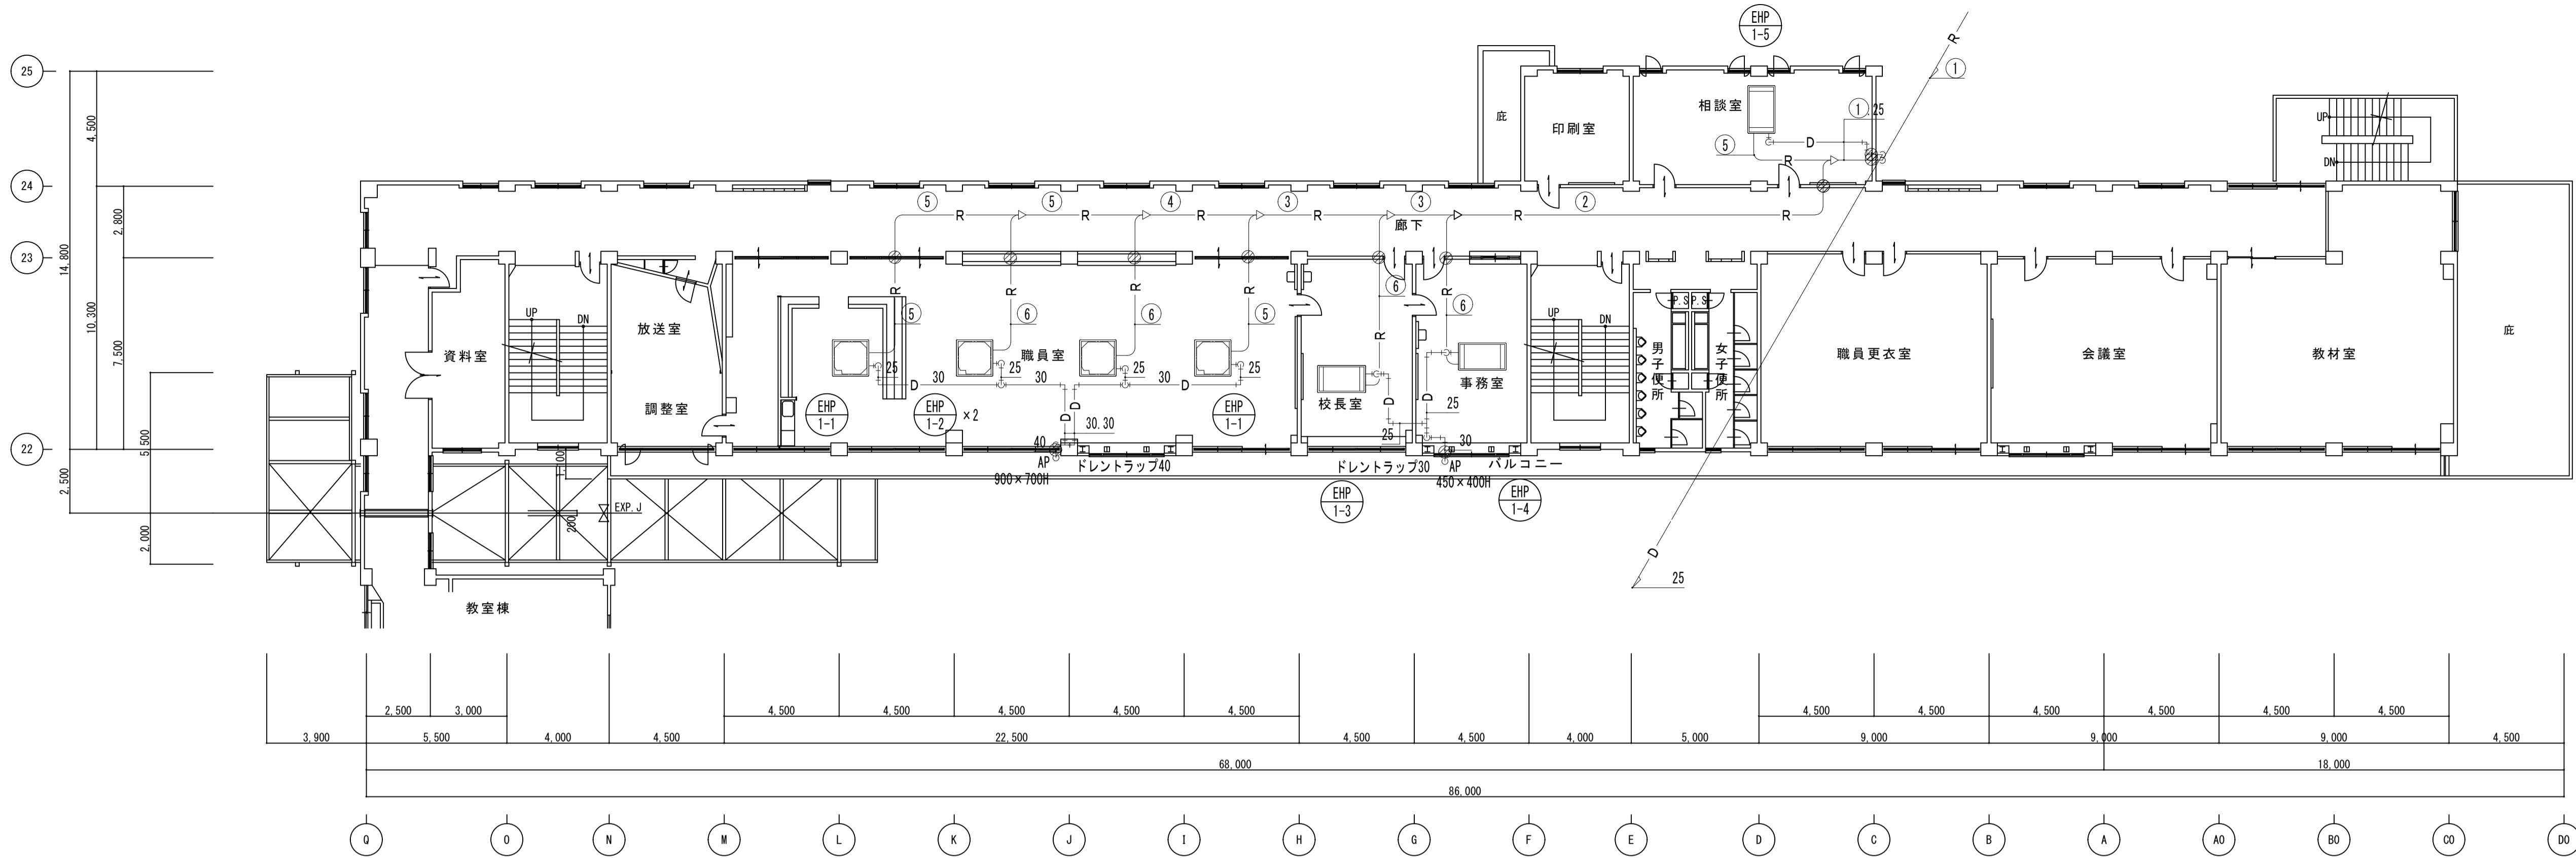 EHP
1-5
R
25
①
4,500
相談室
①.25
庇
印刷室
UP
D
⑤
DN
R
24
⑤
⑤
④
③
③
②
R
R
R
R
R
R
R
2,800
廊下
14,800
23
P.S
P.S
R
R
R
R
R
⑥
⑥
10,300
UP
DN
放送室
⑤
⑥
⑥
⑤
UP
DN
庇
7,500
資料室
職員室
R
男子便所
女子便所
職員更衣室
会議室
教材室
25
25
25
25
事務室
D
30
30
30
D
調整室
校長室
EHP
1-1
EHP
1-2
×2
EHP
1-1
D
D
D
D
25
5,500
30.30
25
22
40
30
AP
ドレントラップ40
ドレントラップ30
AP
バルコニー
900×700H
450×400H
2,500
EHP
1-3
EHP
1-4
EXP.J
200
2,000
D
25
教室棟
2,500
3,000
4,500
4,500
4,500
4,500
4,500
4,500
4,500
4,500
4,500
4,500
4,500
3,900
5,500
4,000
4,500
22,500
4,500
4,500
4,000
5,000
9,000
9,000
9,000
4,500
68,000
18,000
86,000
Q
O
N
M
L
K
J
I
H
G
F
E
D
C
B
A
A0
B0
C0
D0